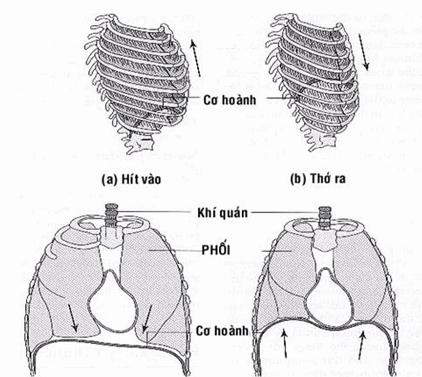 Cơ hoành
(a) Hít vào
(b) Thở ra
Khí quản
PHỔI
Cơ hoành